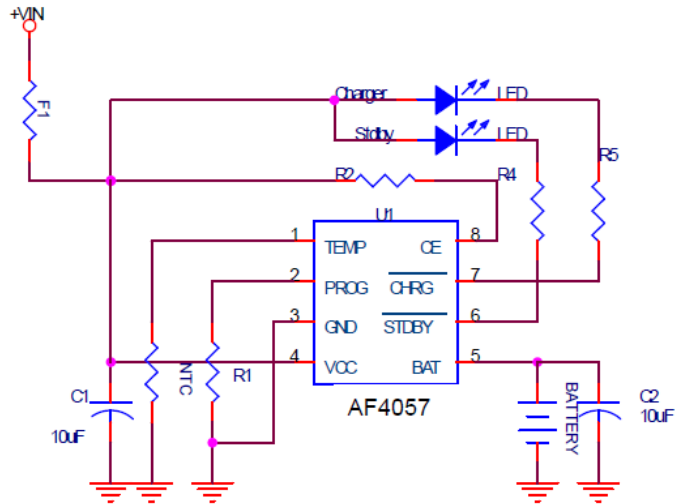 +VIN
F1
Charger
LED
Stdby
LED
R5
R2
R4
U1
1 TEMP CE 8
2 PROG CHRG 7
3 GND STDBY 6
4 VCC BAT 5
AF4057
NTC
R1
C1
10uF
BATTERY
C2
10uF